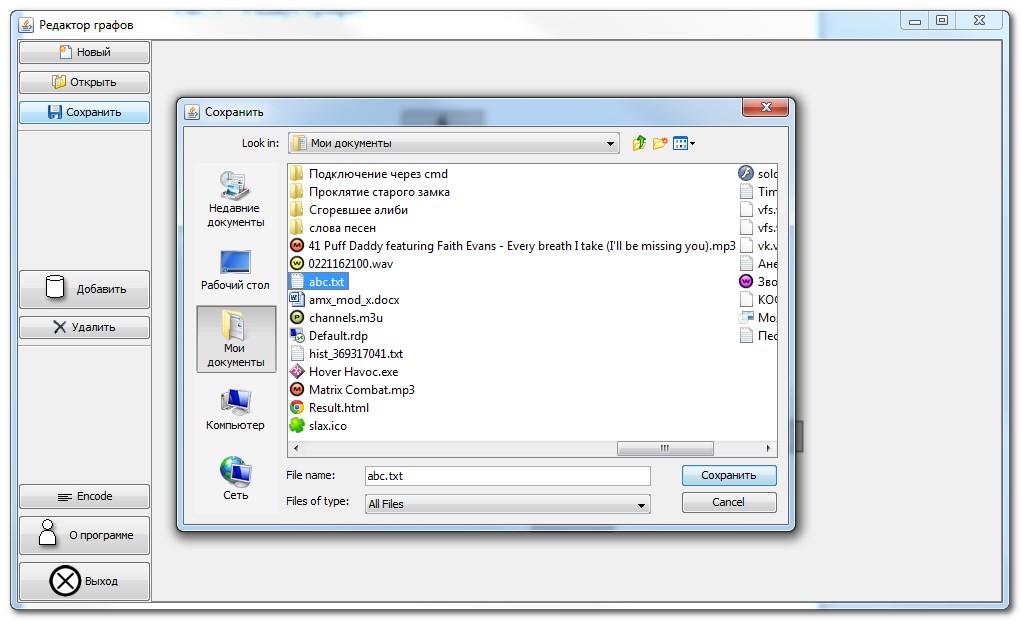 Редактор графов
Новый
Открыть
Сохранить
Добавить
Удалить
Encode
О программе
Выход
Сохранить
Look in:
Мои документы
Недавние
документы
Рабочий стол
Мои
документы
Компьютер
Сеть
Подключение через cmd
Проклятие старого замка
Сгоревшее алиби
слова песен
41 Puff Daddy featuring Faith Evans - Every breath I take (I'll be missing you).mp3
0221162100.wav
abc.txt
amx_mod_x.docx
channels.m3u
Default.rdp
hist_369317041.txt
Hover Havoc.exe
Matrix Combat.mp3
Result.html
slax.ico
solo
Tim
vfs.
vfs.
vk.
Ане
Зво
КОС
Мо
Пес
File name:
abc.txt
Сохранить
Files of type:
All Files
Cancel